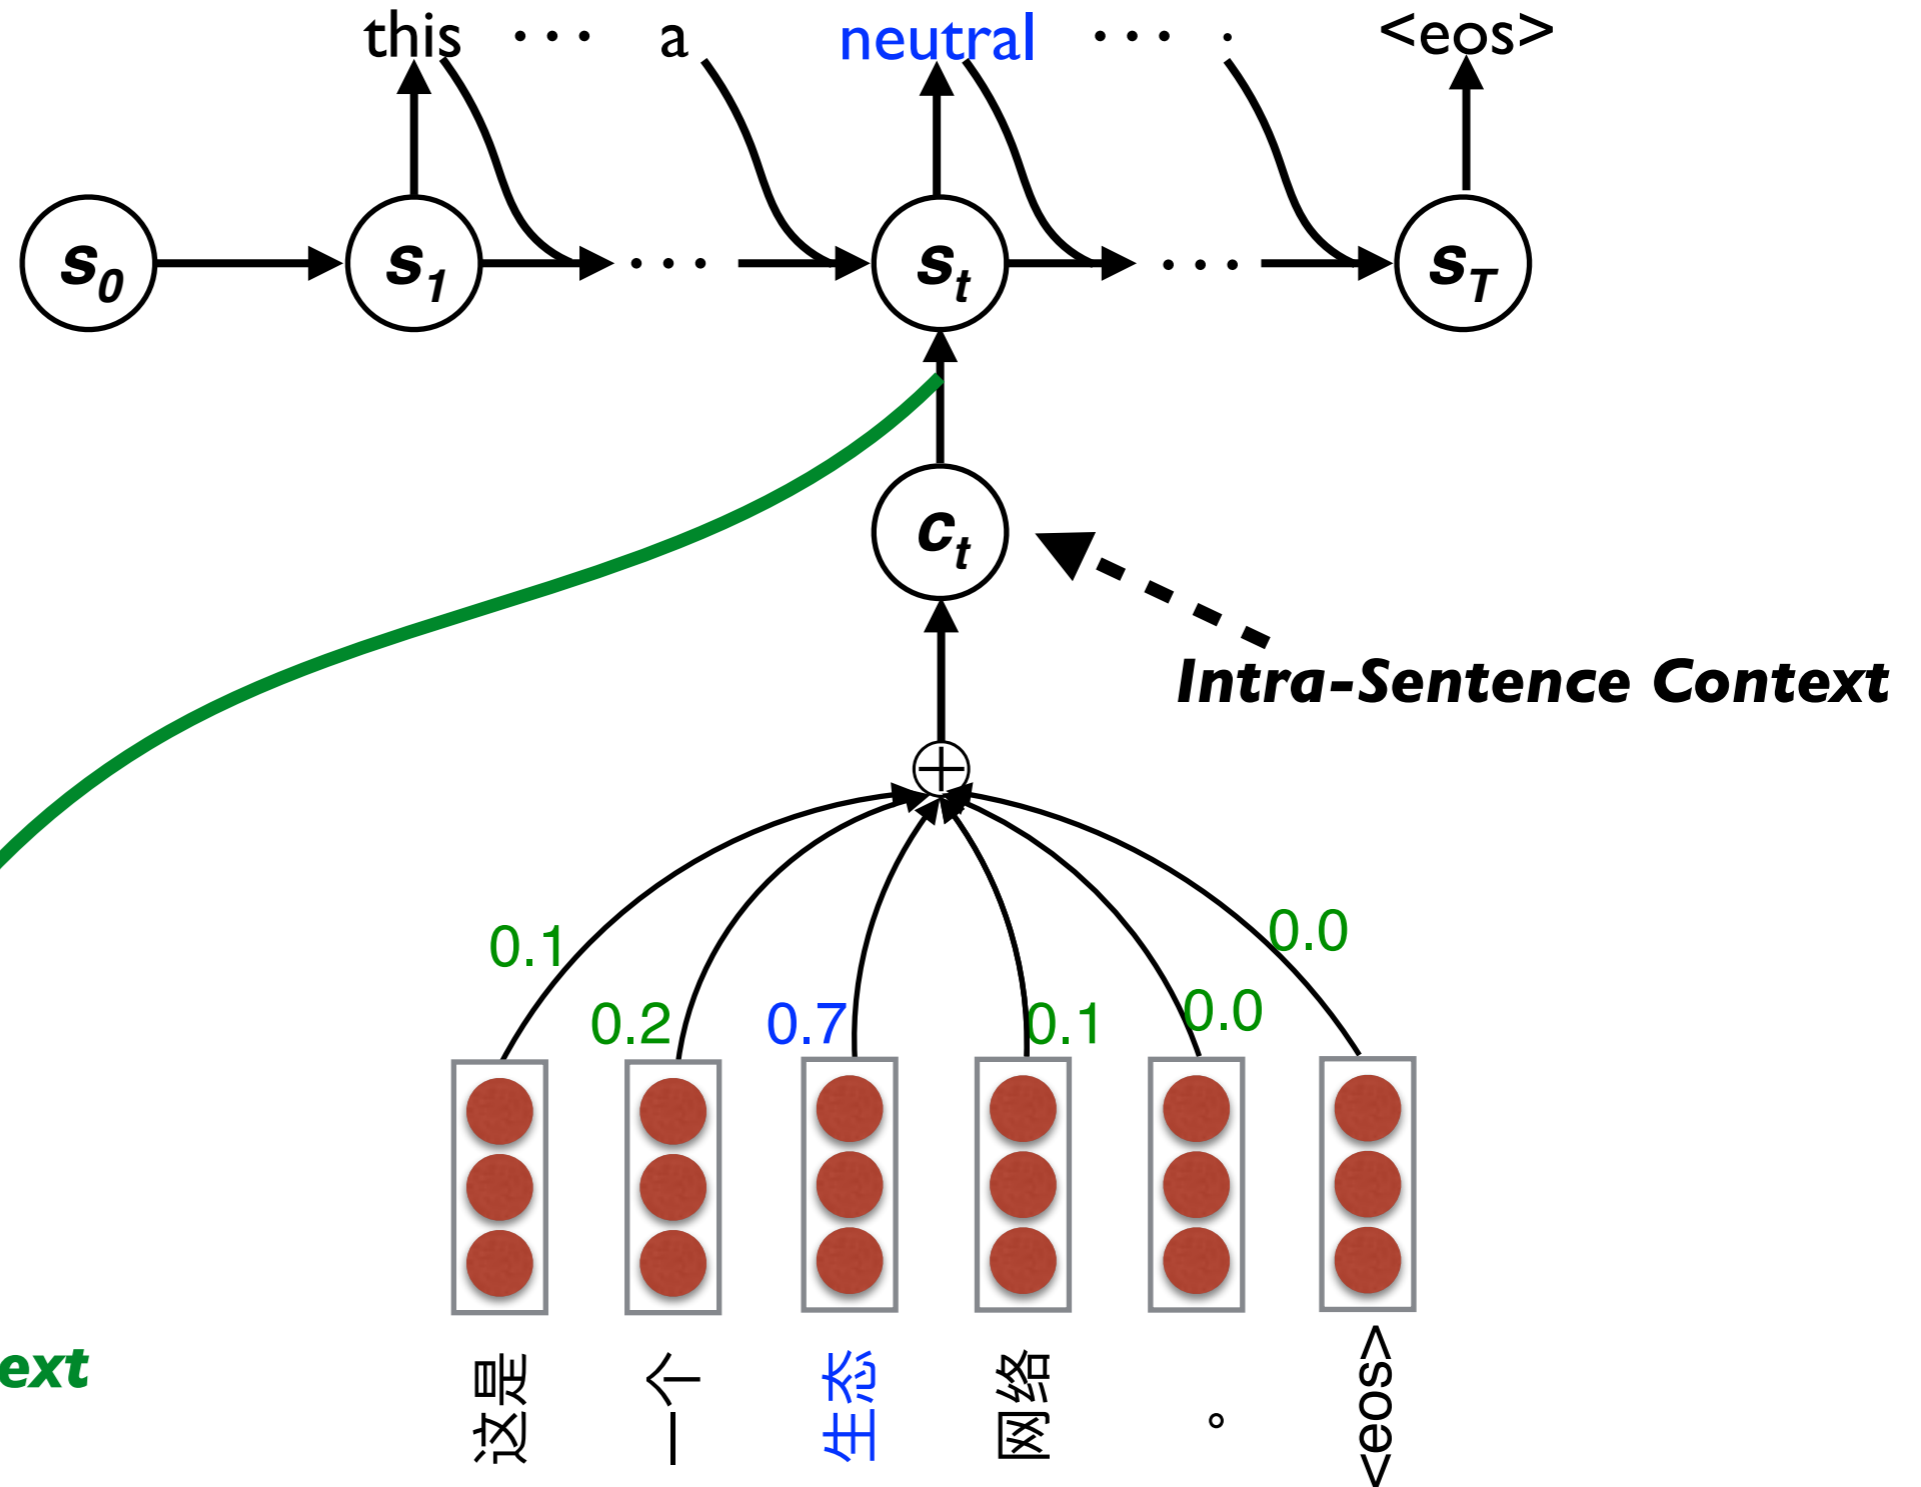 this ··· a neutral ··· . <eos>
s0 s1 ··· st ··· sT
ct
Intra-Sentence Context
0.1 0.2 0.7 0.1 0.0 0.0
这是 一个 生态 网络 。 <eos>
ext